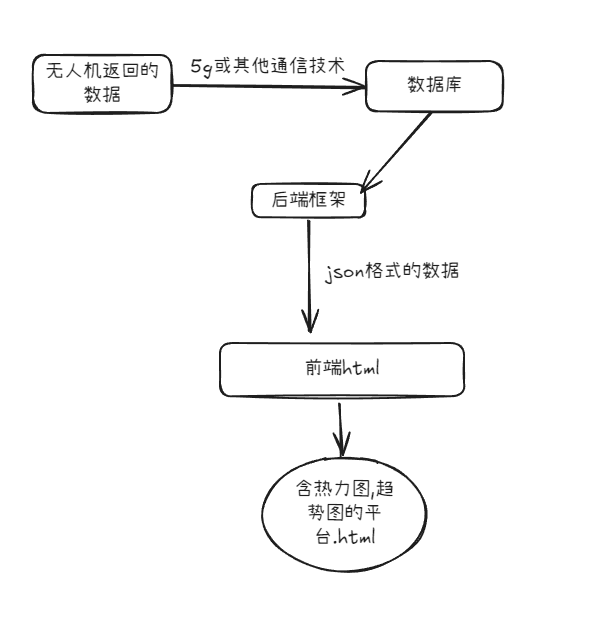 无人机返回的
数据
5g或其他通信技术
数据库
后端框架
json格式的数据
前端html
含热力图,趋
势图的平
台.html